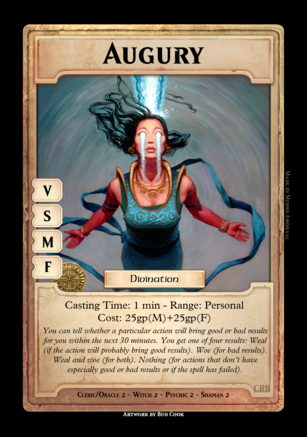 AUGURY
V
S
M
F
Divination
Casting Time: 1 min - Range: Personal
Cost: 25gp(M)+25gp(F)
You can tell whether a particular action will bring good or bad results
for you within the next 30 minutes. You get one of four results: Weal
(if the action will probably bring good results). Woe (for bad results).
Weal and woe (for both). Nothing (for actions that don't have
especially good or bad results or if the spell has failed).
CRB
CLERIC/ORACLE 2 - WITCH 2 - PSYCHIC 2 - SHAMAN 2
ARTWORK BY BUD COOK
MADE BY